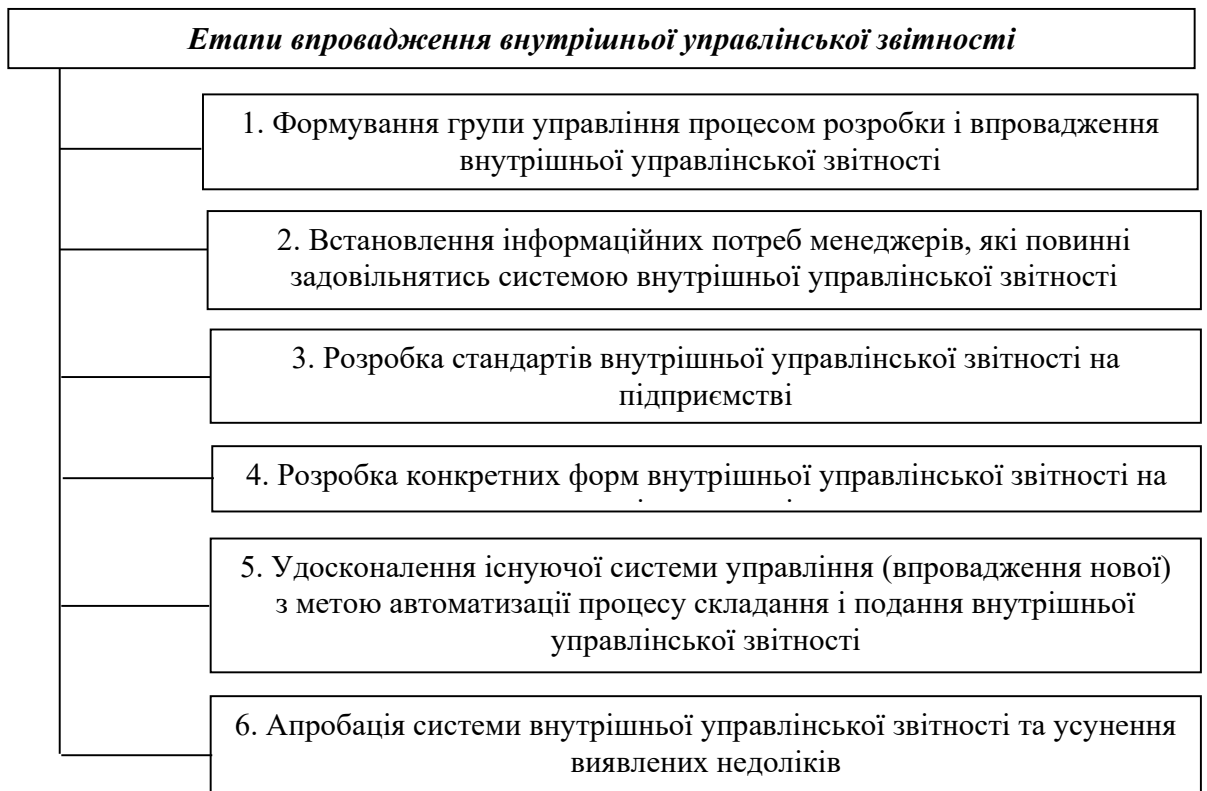 Етапи впровадження внутрішньої управлінської звітності
1. Формування групи управління процесом розробки і впровадження
внутрішньої управлінської звітності
2. Встановлення інформаційних потреб менеджерів, які повинні
задовільнятись системою внутрішньої управлінської звітності
3. Розробка стандартів внутрішньої управлінської звітності на
підприємстві
4. Розробка конкретних форм внутрішньої управлінської звітності на
5. Удосконалення існуючої системи управління (впровадження нової)
з метою автоматизації процесу складання і подання внутрішньої
управлінської звітності
6. Апробація системи внутрішньої управлінської звітності та усунення
виявлених недоліків